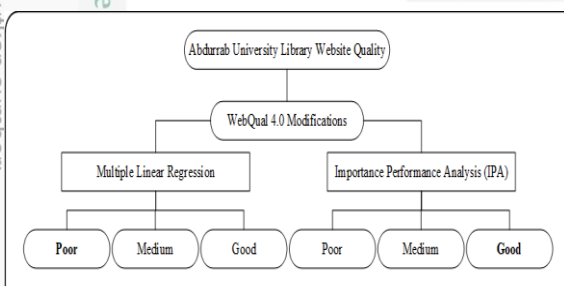 Abdurrab University Library Website Quality
WebQual 4.0 Modifications
Multiple Linear Regression
Importance Performance Analysis (IPA)
Poor
Medium
Good
Poor
Medium
Good